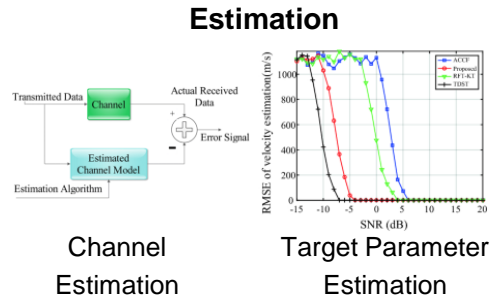 Estimation
Transmitted Data
Channel
Actual Received
Data
+
-
Error Signal
Estimated
Channel Model
Estimation Algorithm
RMSE of velocity estimation(m/s)
1000
800
600
400
200
0
-15
-10
-5
0
5
10
15
20
SNR (dB)
ACCF
Proposed
RFT-KT
TDST
Channel
Estimation
Target Parameter
Estimation